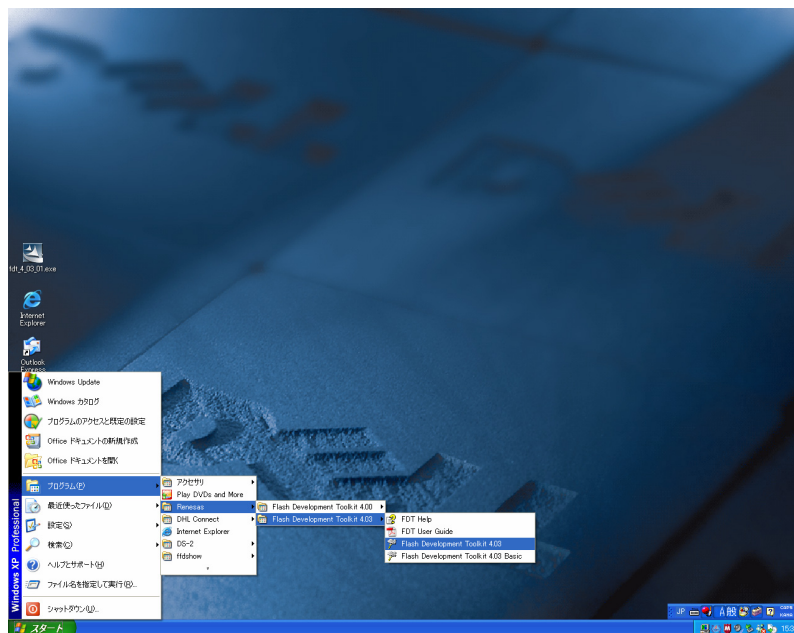 fdt_4_03_01.exe
Internet
Explorer
Outlook
Express
Windows Update
Windows カタログ
プログラムのアクセスと既定の設定
Office ドキュメントの新規作成
Office ドキュメントを開く
プログラム(P)
最近使ったファイル(D)
設定(S)
検索(C)
ヘルプとサポート(H)
ファイル名を指定して実行(R)...
シャットダウン(U)...
Windows XP Professional
アクセサリ
Play DVDs and More
Renesas
DHL Connect
Internet Explorer
DS-2
ffdshow
Flash Development Toolkit 4.00
Flash Development Toolkit 4.03
FDT Help
FDT User Guide
Flash Development Toolkit 4.03
Flash Development Toolkit 4.03 Basic
スタート
JP
A 般
CAPS
KANA